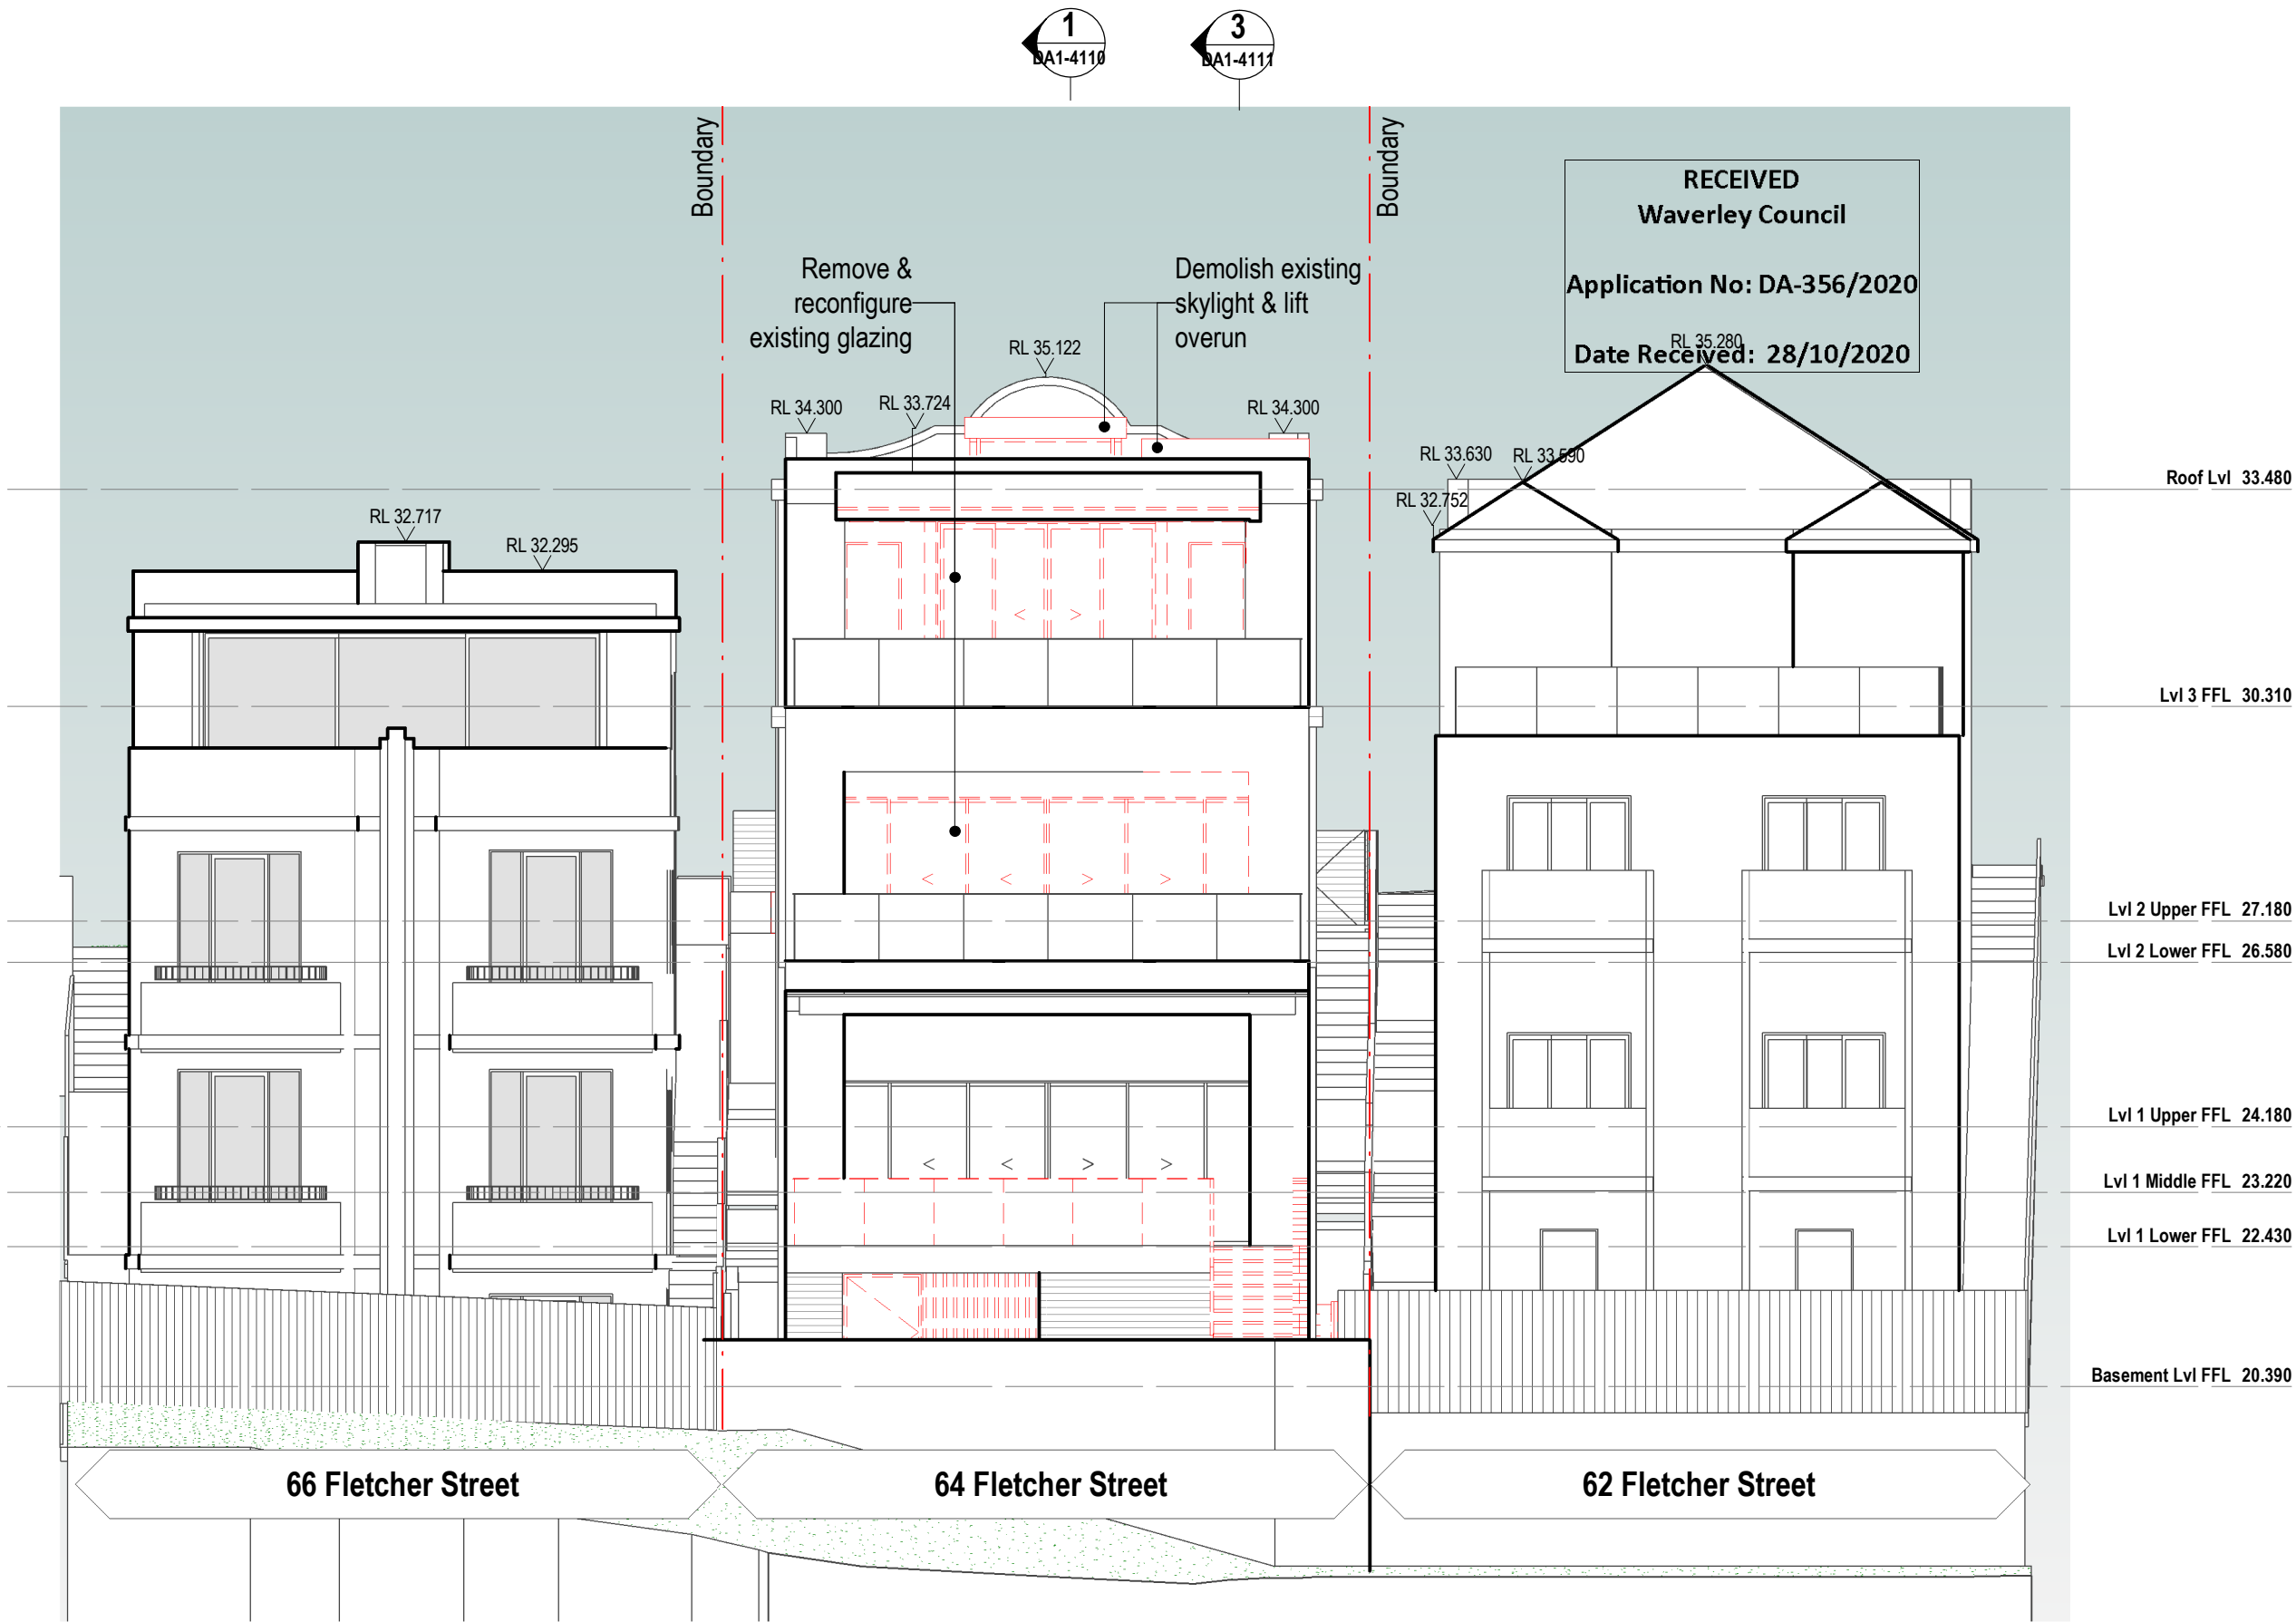 1
DA1-4110
3
DA1-4111
Boundary
Boundary
RECEIVED
Waverley Council
Application No: DA-356/2020
Date Received: 28/10/2020
Remove &
reconfigure
existing glazing
Demolish existing
skylight & lift
overun
RL 35.122
RL 35.280
RL 34.300
RL 33.724
RL 34.300
RL 33.630
RL 33.590
RL 32.752
RL 32.717
RL 32.295
Roof Lvl 33.480
Lvl 3 FFL 30.310
Lvl 2 Upper FFL 27.180
Lvl 2 Lower FFL 26.580
Lvl 1 Upper FFL 24.180
Lvl 1 Middle FFL 23.220
Lvl 1 Lower FFL 22.430
Basement Lvl FFL 20.390
66 Fletcher Street
64 Fletcher Street
62 Fletcher Street